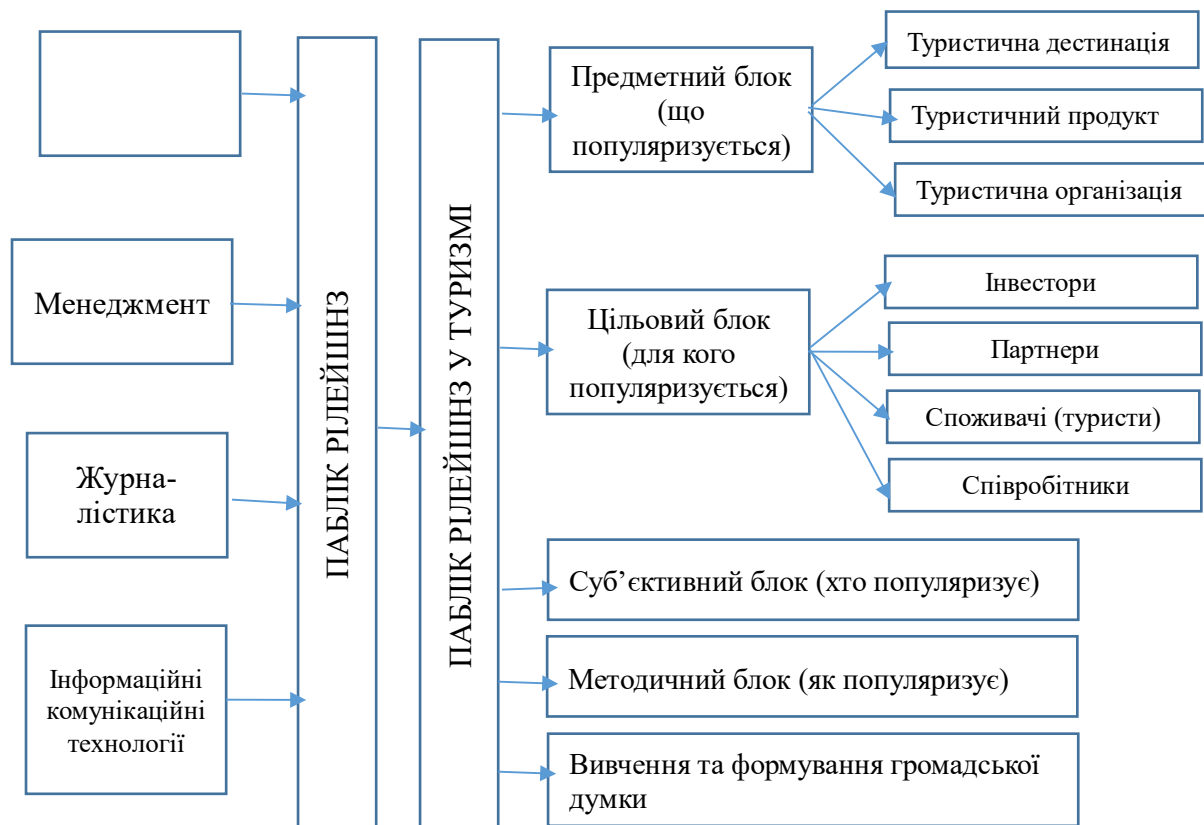 Менеджмент
Журна-
лістика
Інформаційні
комунікаційні
технології
ПАБЛІК РІЛЕЙШНЗ
ПАБЛІК РІЛЕЙШНЗ У ТУРИЗМІ
Предметний блок
(що
популяризується)
Туристична дестинація
Туристичний продукт
Туристична організація
Цільовий блок
(для кого
популяризується)
Інвестори
Партнери
Споживачі (туристи)
Співробітники
Суб’єктивний блок (хто популяризує)
Методичний блок (як популяризує)
Вивчення та формування громадської
думки